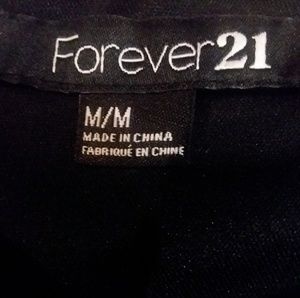 Forever21
M/M
MADE IN CHINA
FABRIQUÉ EN CHINE